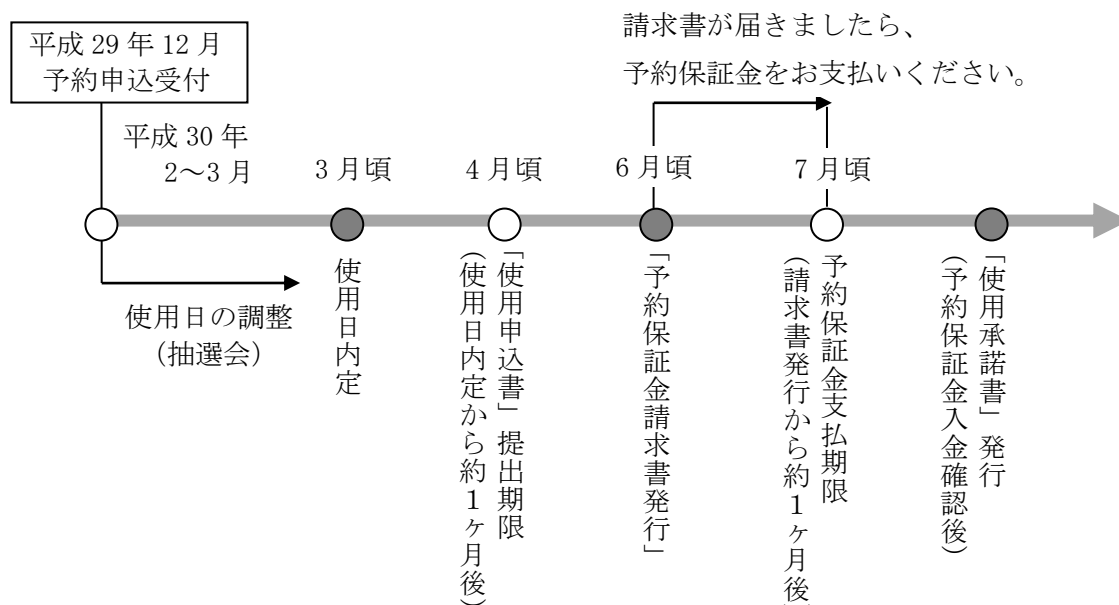 平成 29 年 12 月
予約申込受付
請求書が届きましたら、
予約保証金をお支払いください。
平成 30 年
2～3 月
3 月頃
4 月頃
6 月頃
7 月頃
使用日の調整
（抽選会）
使用日内定
「使用申込書」提出期限
（使用日内定から約１ヶ月後）
「予約保証金請求書発行」
予約保証金支払期限
（請求書発行から約１ヶ月後）
「使用承諾書」発行
（予約保証金入金確認後）